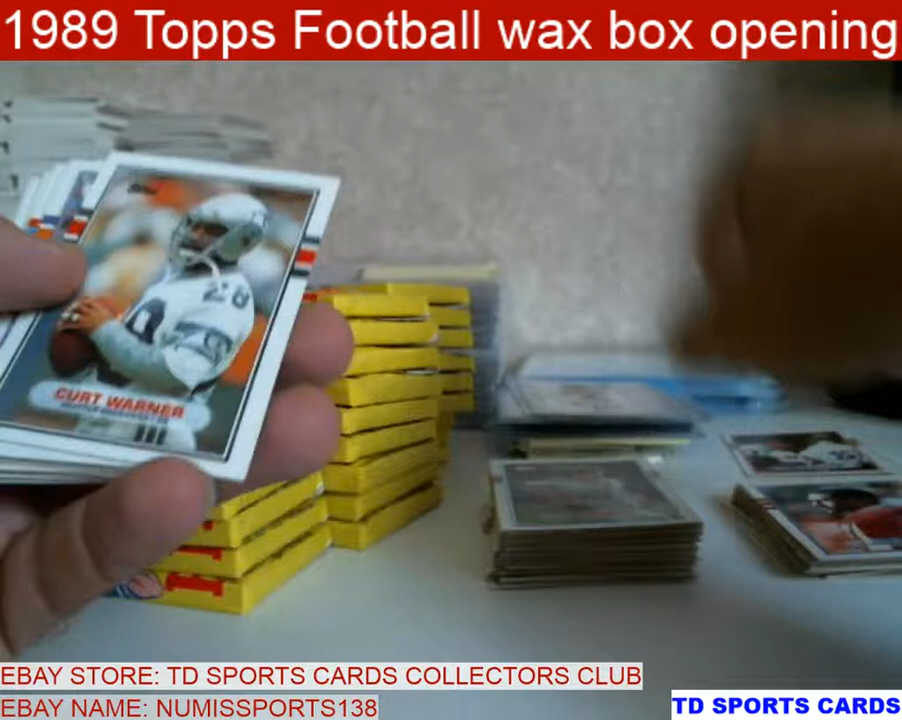 1989 Topps Football wax box opening
28
CURT WARNER
EBAY STORE: TD SPORTS CARDS COLLECTORS CLUB
EBAY NAME: NUMISSPORTS138
TD SPORTS CARDS